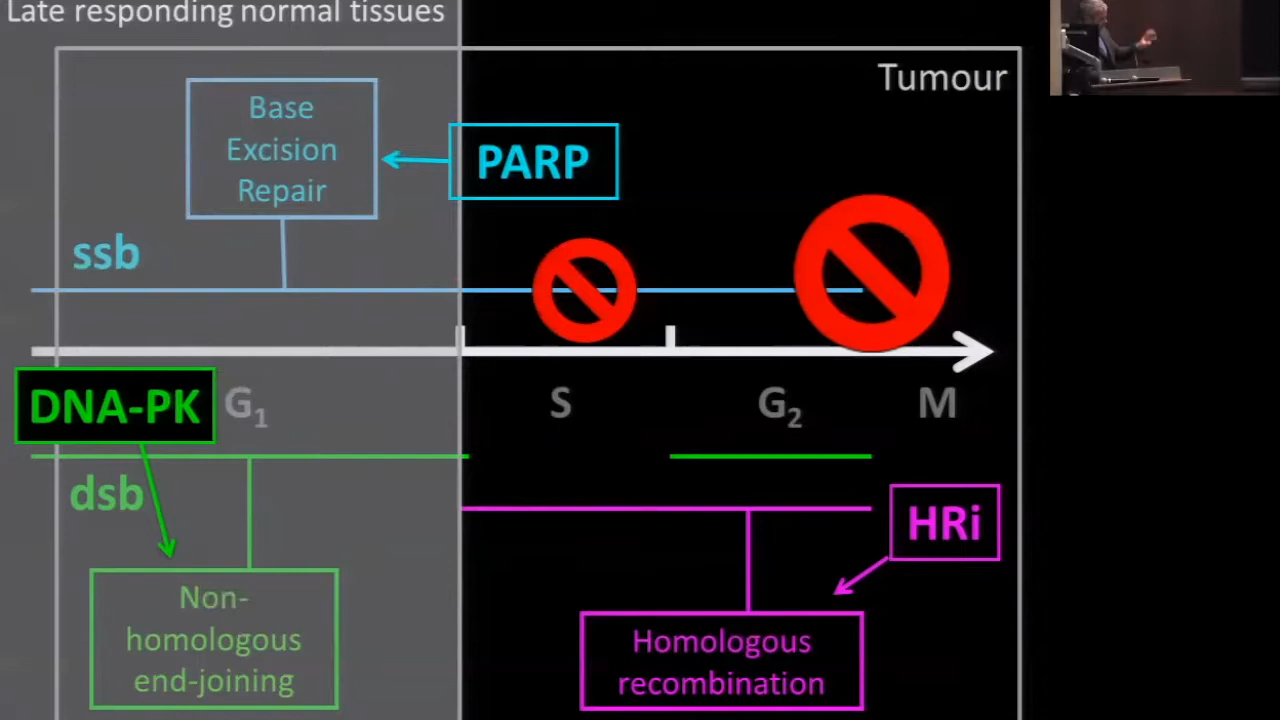 Late responding normal tissues
Tumour
Base
Excision
Repair
PARP
ssb
DNA-PK
G₁
S
G₂
M
dsb
HRi
Non-
homologous
end-joining
Homologous
recombination